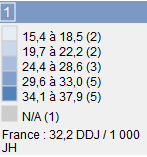 1
15,4 à 18,5 (2)
19,7 à 22,2 (2)
24,4 à 28,6 (3)
29,6 à 33,0 (5)
34,1 à 37,9 (5)
N/A (1)
France : 32,2 DDJ / 1 000
JH